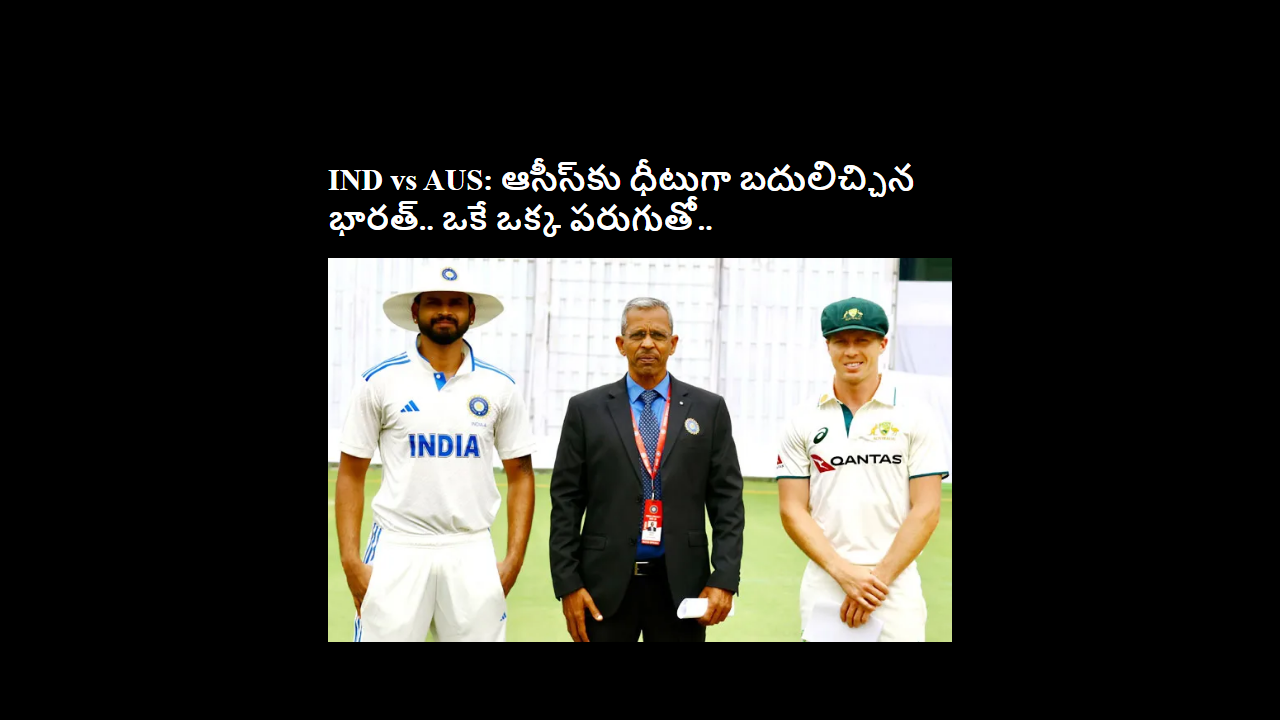 IND vs AUS: ఆసీస్‌కు ధీటుగా బదులిచ్చిన
భారత్.. ఒకే ఒక్క పరుగుతో..
INDIA
QANTAS